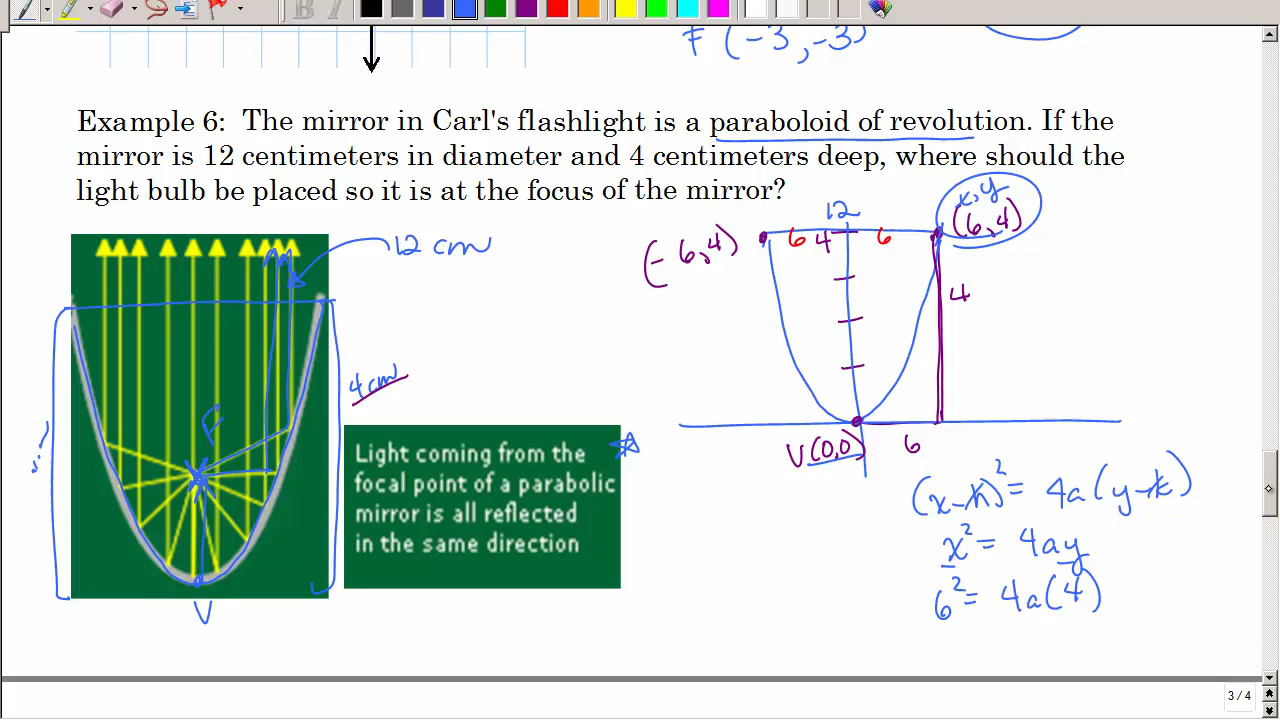 B
I
U
F (-3, -3)
Example 6: The mirror in Carl's flashlight is a paraboloid of revolution. If the
mirror is 12 centimeters in diameter and 4 centimeters deep, where should the
light bulb be placed so it is at the focus of the mirror?
12
x, y
(6, 4)
(-6, 4)
6
4
6
12 cm
4
4 cm
F
Light coming from the
focal point of a parabolic
mirror is all reflected
in the same direction
V(0,0)
6
(x-h)²= 4a(y-k)
x² = 4ay
6² = 4a(4)
V
3 / 4